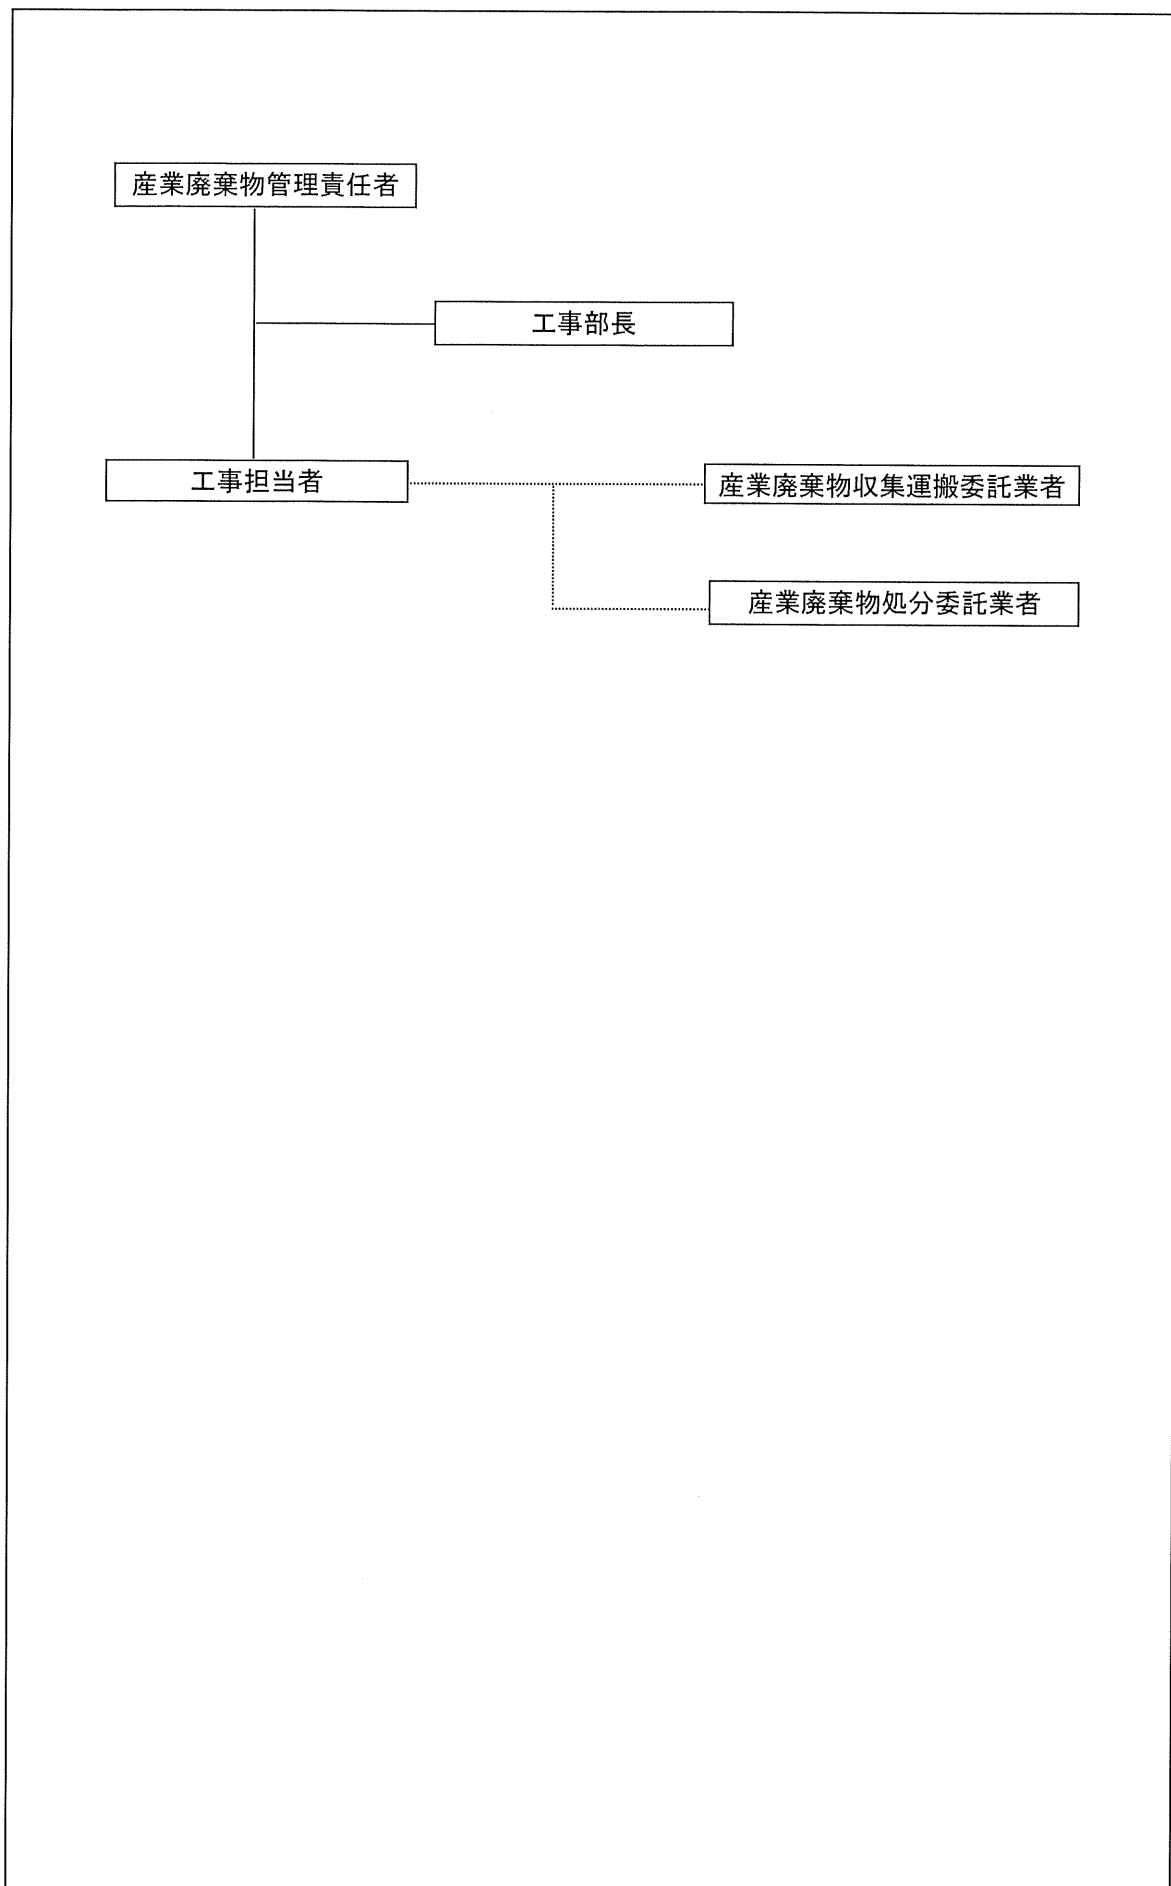 産業廃棄物管理責任者
工事部長
工事担当者
産業廃棄物収集運搬委託業者
産業廃棄物処分委託業者